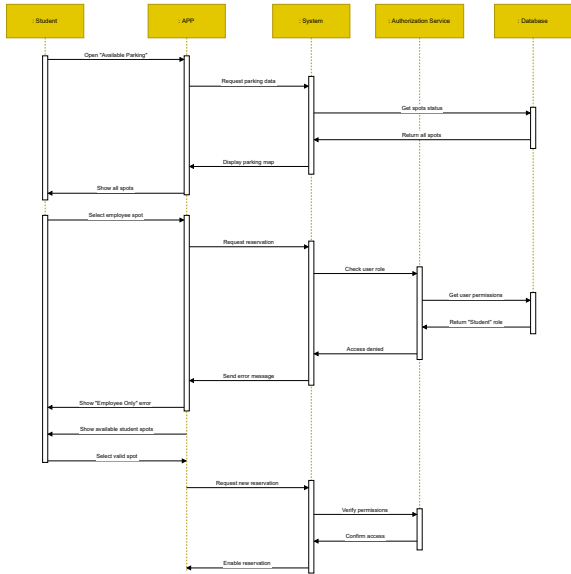 : Student
: APP
: System
: Authorization Service
: Database
Open "Available Parking"
Request parking data
Get spots status
Return all spots
Display parking map
Show all spots
Select employee spot
Request reservation
Check user role
Get user permissions
Return "Student" role
Access denied
Send error message
Show "Employee Only" error
Show available student spots
Select valid spot
Request new reservation
Verify permissions
Confirm access
Enable reservation